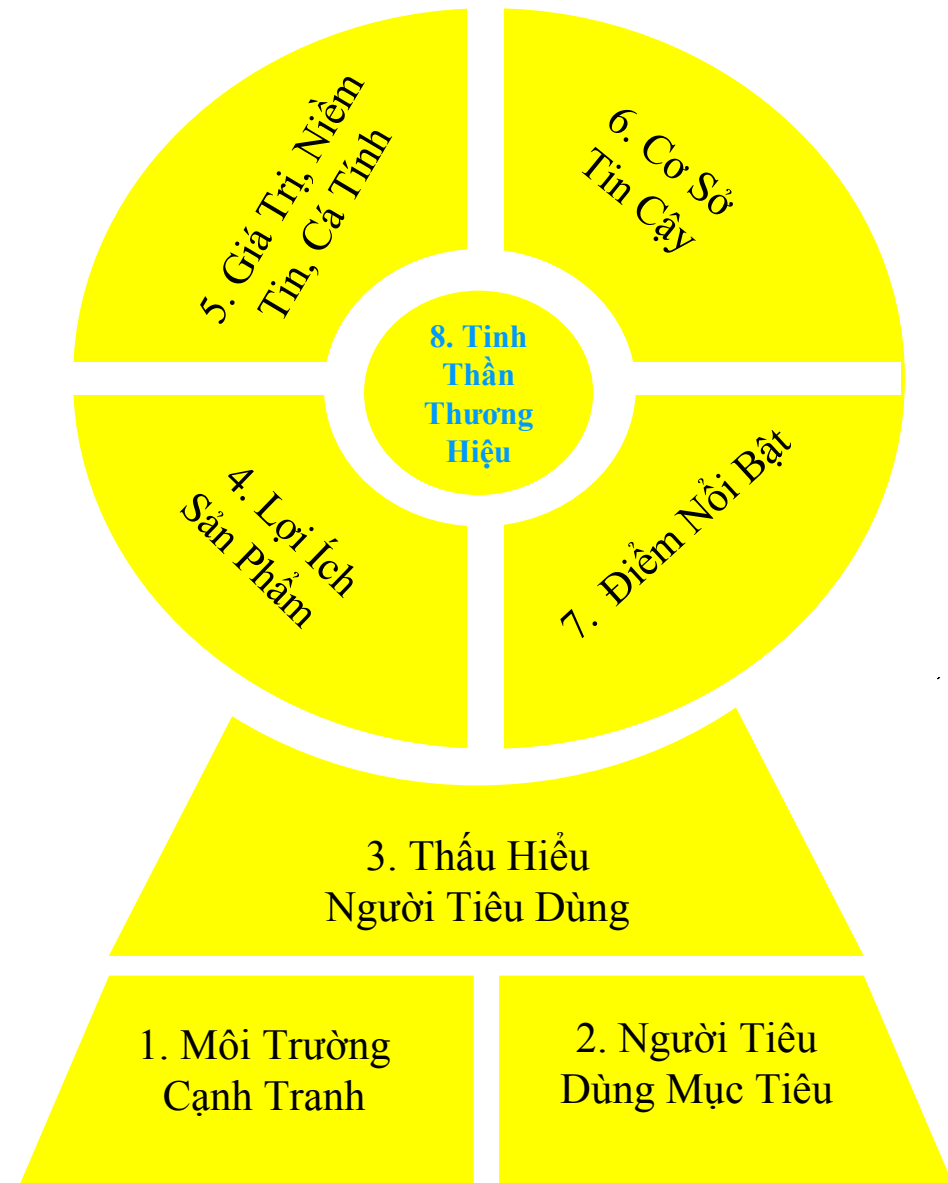 5. Giá Trị, Niềm
Tin, Cá Tính
6. Cơ Sở
Tin Cậy
8. Tinh
Thần
Thương
Hiệu
4. Lợi Ích
Sản Phẩm
7. Điểm Nổi Bật
3. Thấu Hiểu
Người Tiêu Dùng
1. Môi Trường
Cạnh Tranh
2. Người Tiêu
Dùng Mục Tiêu